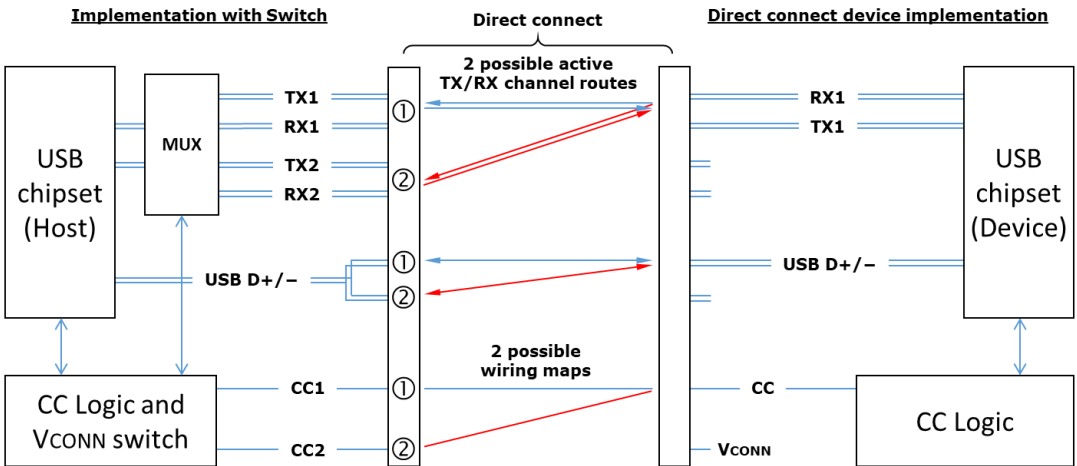 Implementation with Switch
Direct connect
Direct connect device implementation
2 possible active
TX/RX channel routes
USB
chipset
(Host)
MUX
TX1
RX1
TX2
RX2
①
②
RX1
TX1
USB
chipset
(Device)
USB D+/−
①
②
USB D+/−
2 possible
wiring maps
CC Logic and
VCONN switch
CC1
CC2
①
②
CC
VCONN
CC Logic